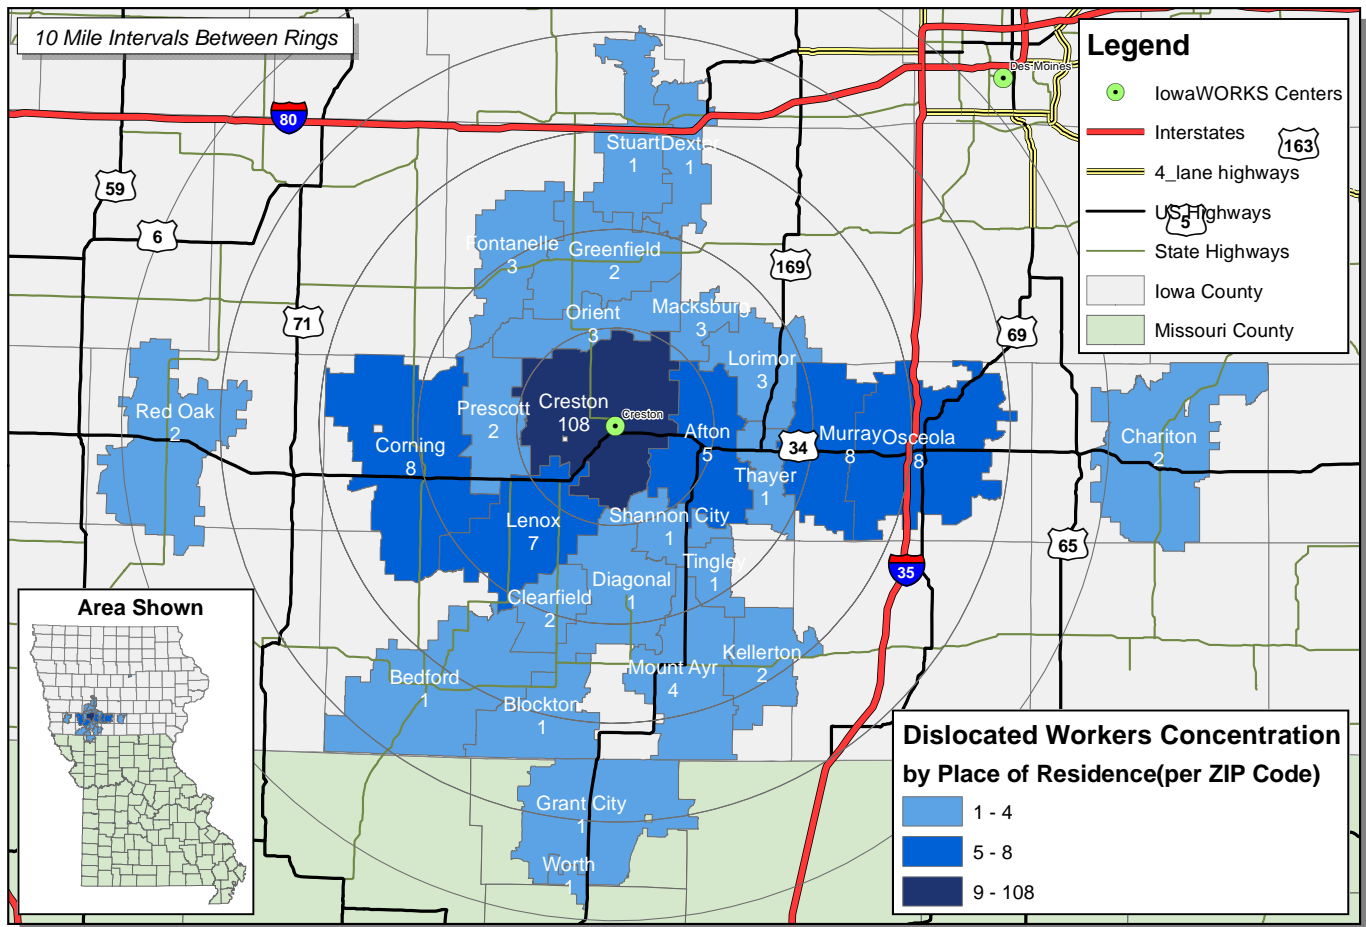 10 Mile Intervals Between Rings
Legend
IowaWORKS Centers
Interstates
4_lane highways
US Highways
State Highways
Iowa County
Missouri County
Des Moines
163
5
80
59
6
71
169
69
34
65
35
Stuart
1
Dexter
1
Fontanelle
3
Greenfield
2
Orient
3
Macksburg
3
Lorimor
3
Red Oak
2
Corning
8
Prescott
2
Creston
108
Creston
Afton
5
Murray
8
Osceola
8
Chariton
2
Thayer
1
Lenox
7
Shannon City
1
Tingley
1
Diagonal
1
Clearfield
2
Bedford
1
Blockton
1
Mount Ayr
4
Kellerton
2
Grant City
1
Worth
1
Area Shown
Dislocated Workers Concentration
by Place of Residence(per ZIP Code)
1 - 4
5 - 8
9 - 108